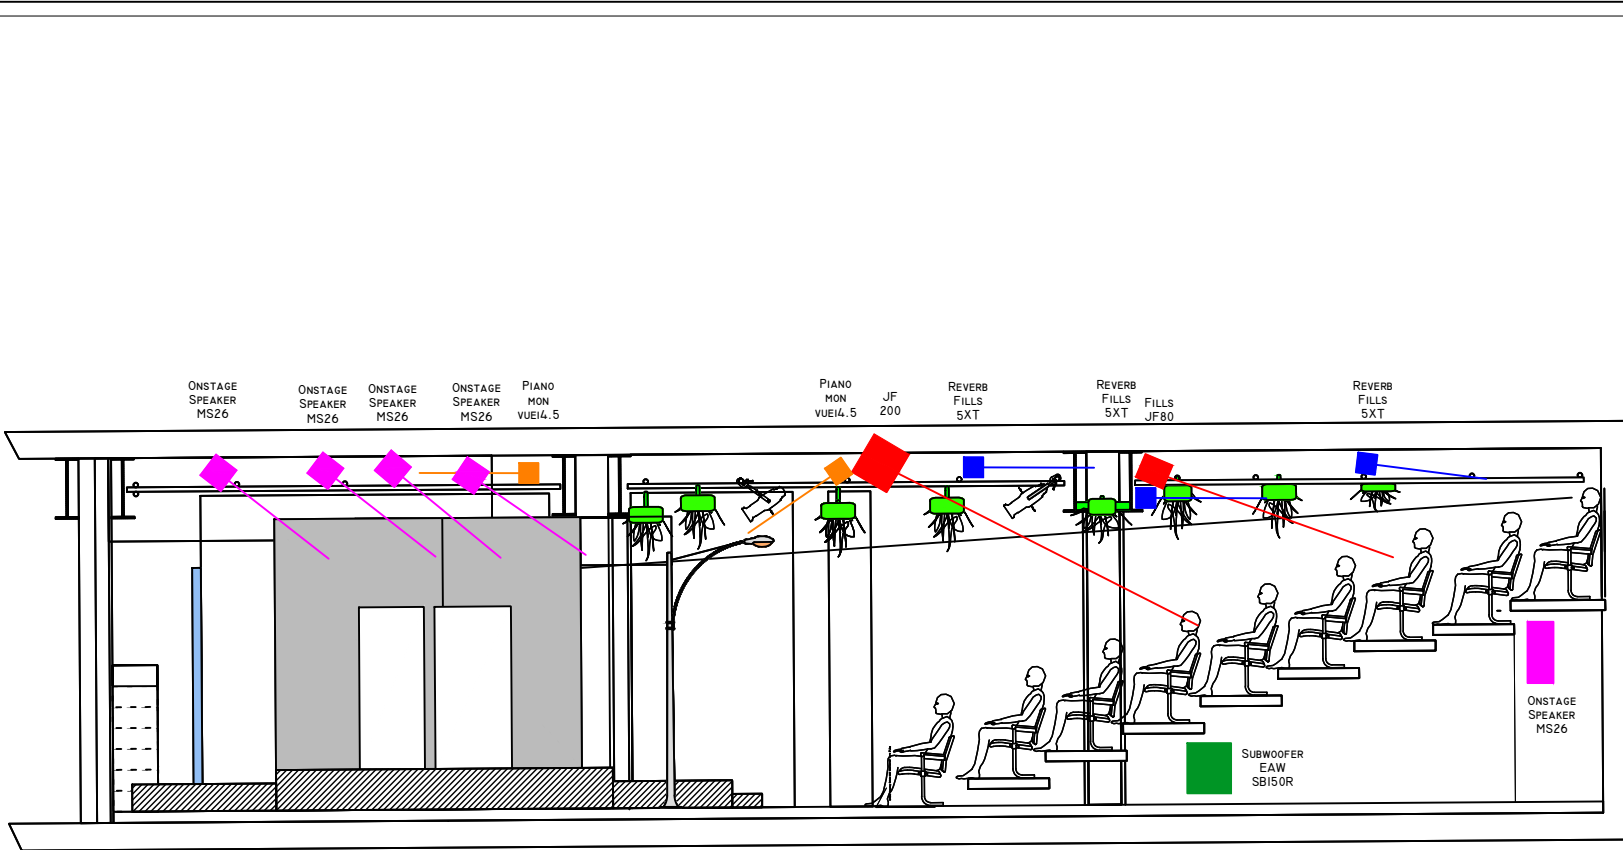 Onstage
Speaker
MS26
Onstage
Speaker
MS26
Onstage
Speaker
MS26
Onstage
Speaker
MS26
Piano
mon
vuei4.5
Piano
mon
vuei4.5
JF
200
Reverb
Fills
5XT
Reverb
Fills
5XT
Fills
JF80
Reverb
Fills
5XT
Onstage
Speaker
MS26
Subwoofer
EAW
SB150R